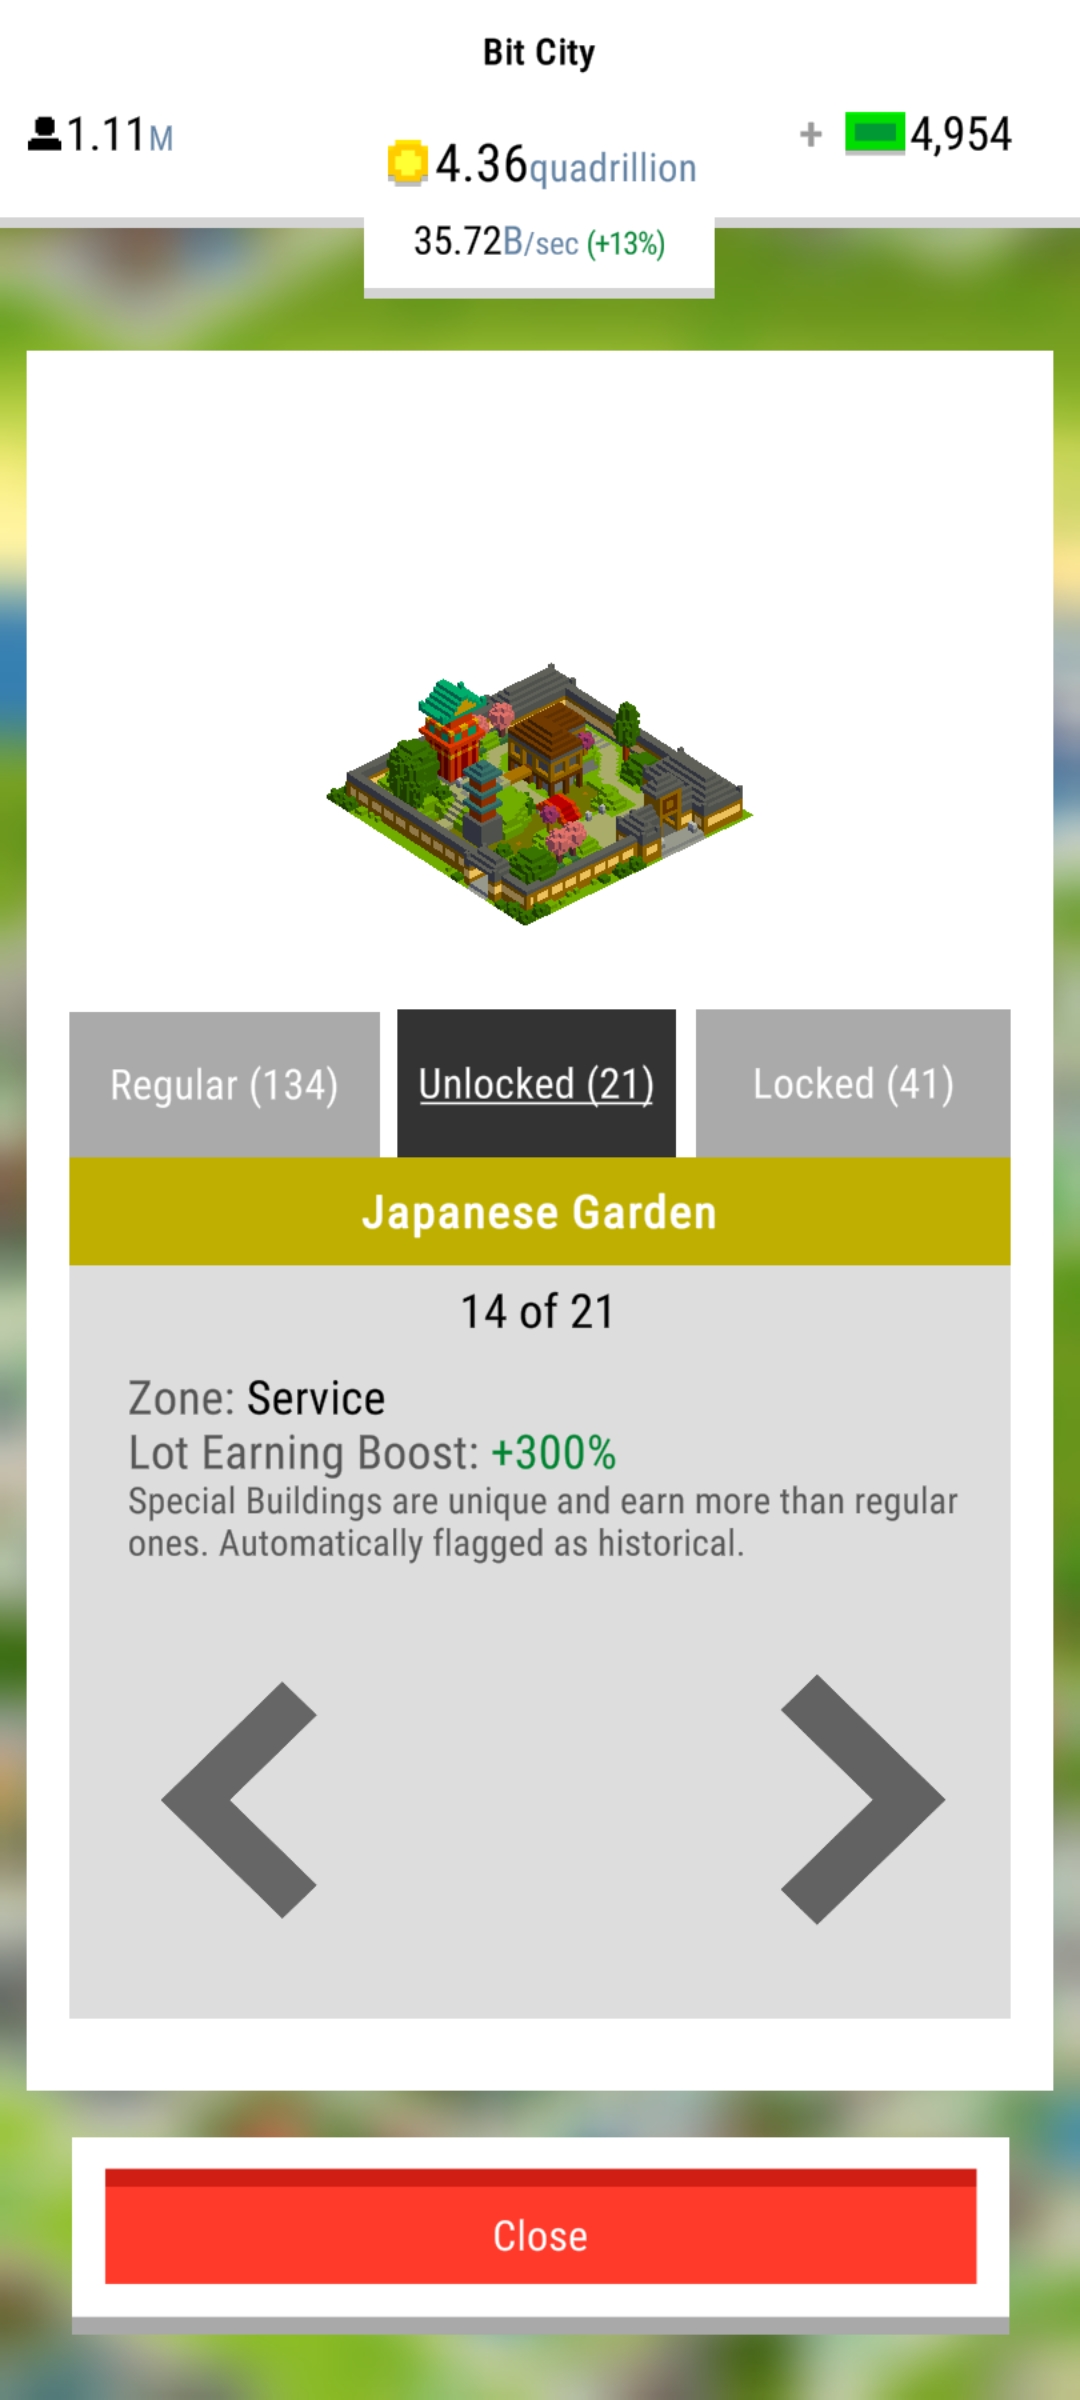 Bit City
1.11M
4.36quadrillion
+ 4,954
35.72B/sec (+13%)
Regular (134)
Unlocked (21)
Locked (41)
Japanese Garden
14 of 21
Zone: Service
Lot Earning Boost: +300%
Special Buildings are unique and earn more than regular
ones. Automatically flagged as historical.
Close